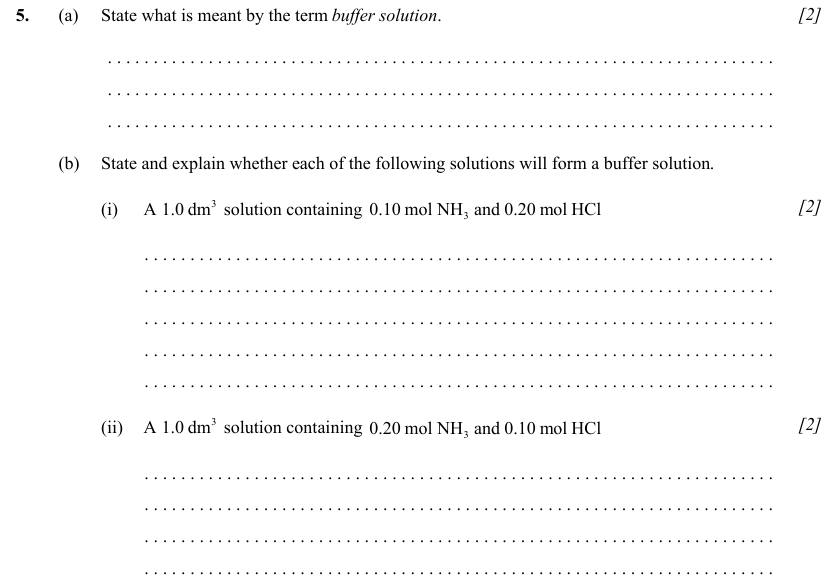 5. (a) State what is meant by the term buffer solution. [2]
(b) State and explain whether each of the following solutions will form a buffer solution.
(i) A 1.0 dm³ solution containing 0.10 mol NH₃ and 0.20 mol HCl [2]
(ii) A 1.0 dm³ solution containing 0.20 mol NH₃ and 0.10 mol HCl [2]